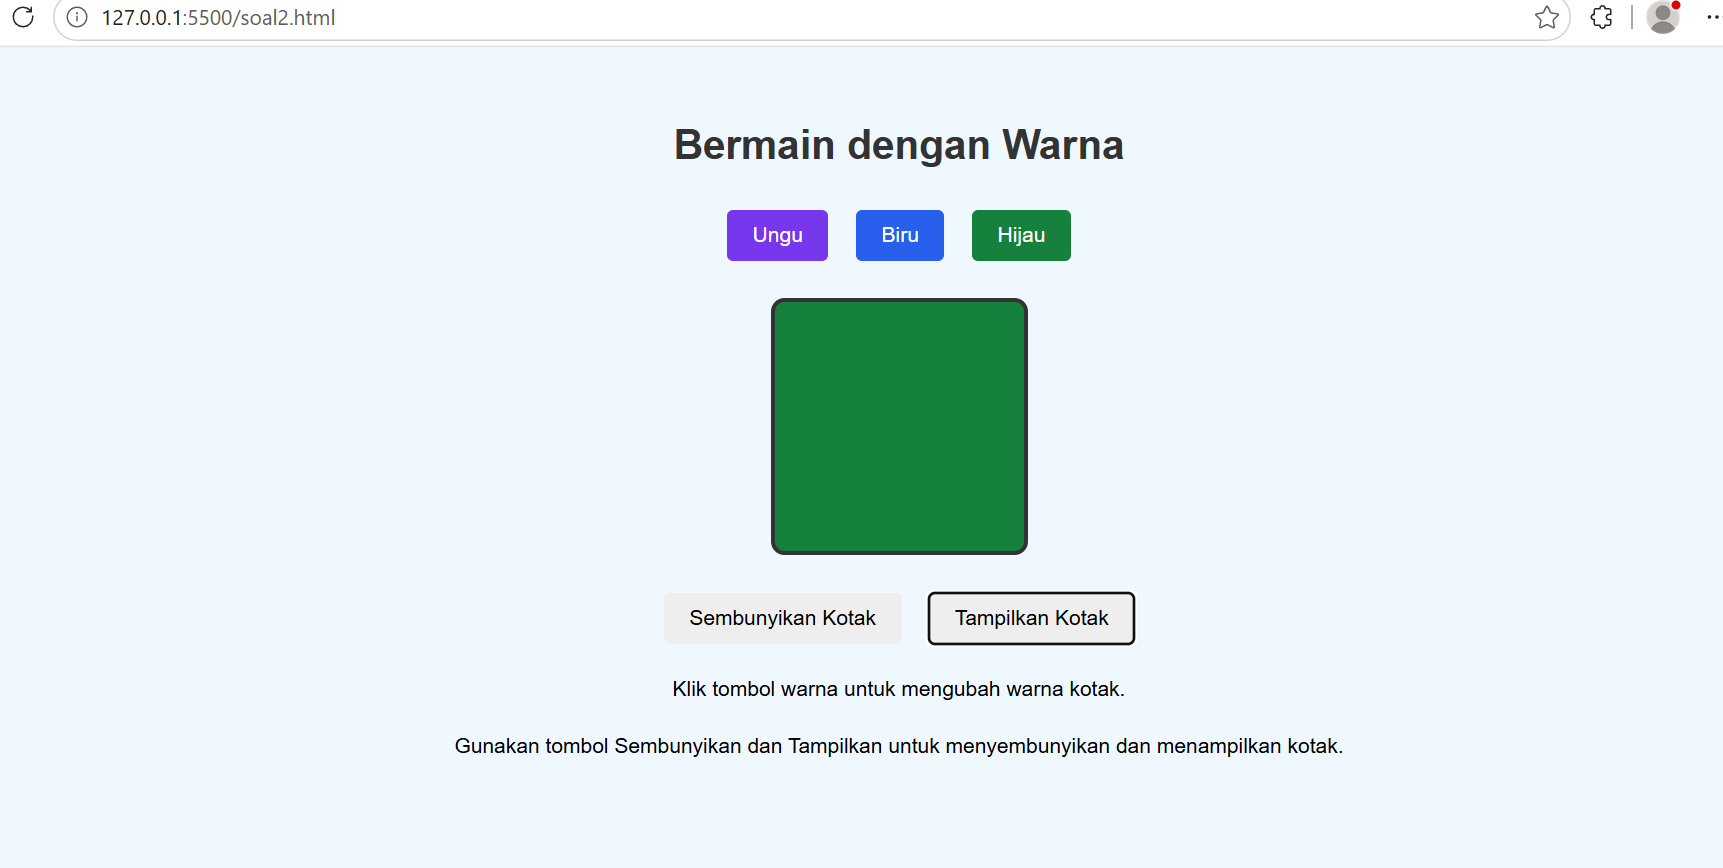 127.0.0.1:5500/soal2.html
Bermain dengan Warna
Ungu Biru Hijau
Sembunyikan Kotak Tampilkan Kotak
Klik tombol warna untuk mengubah warna kotak.
Gunakan tombol Sembunyikan dan Tampilkan untuk menyembunyikan dan menampilkan kotak.